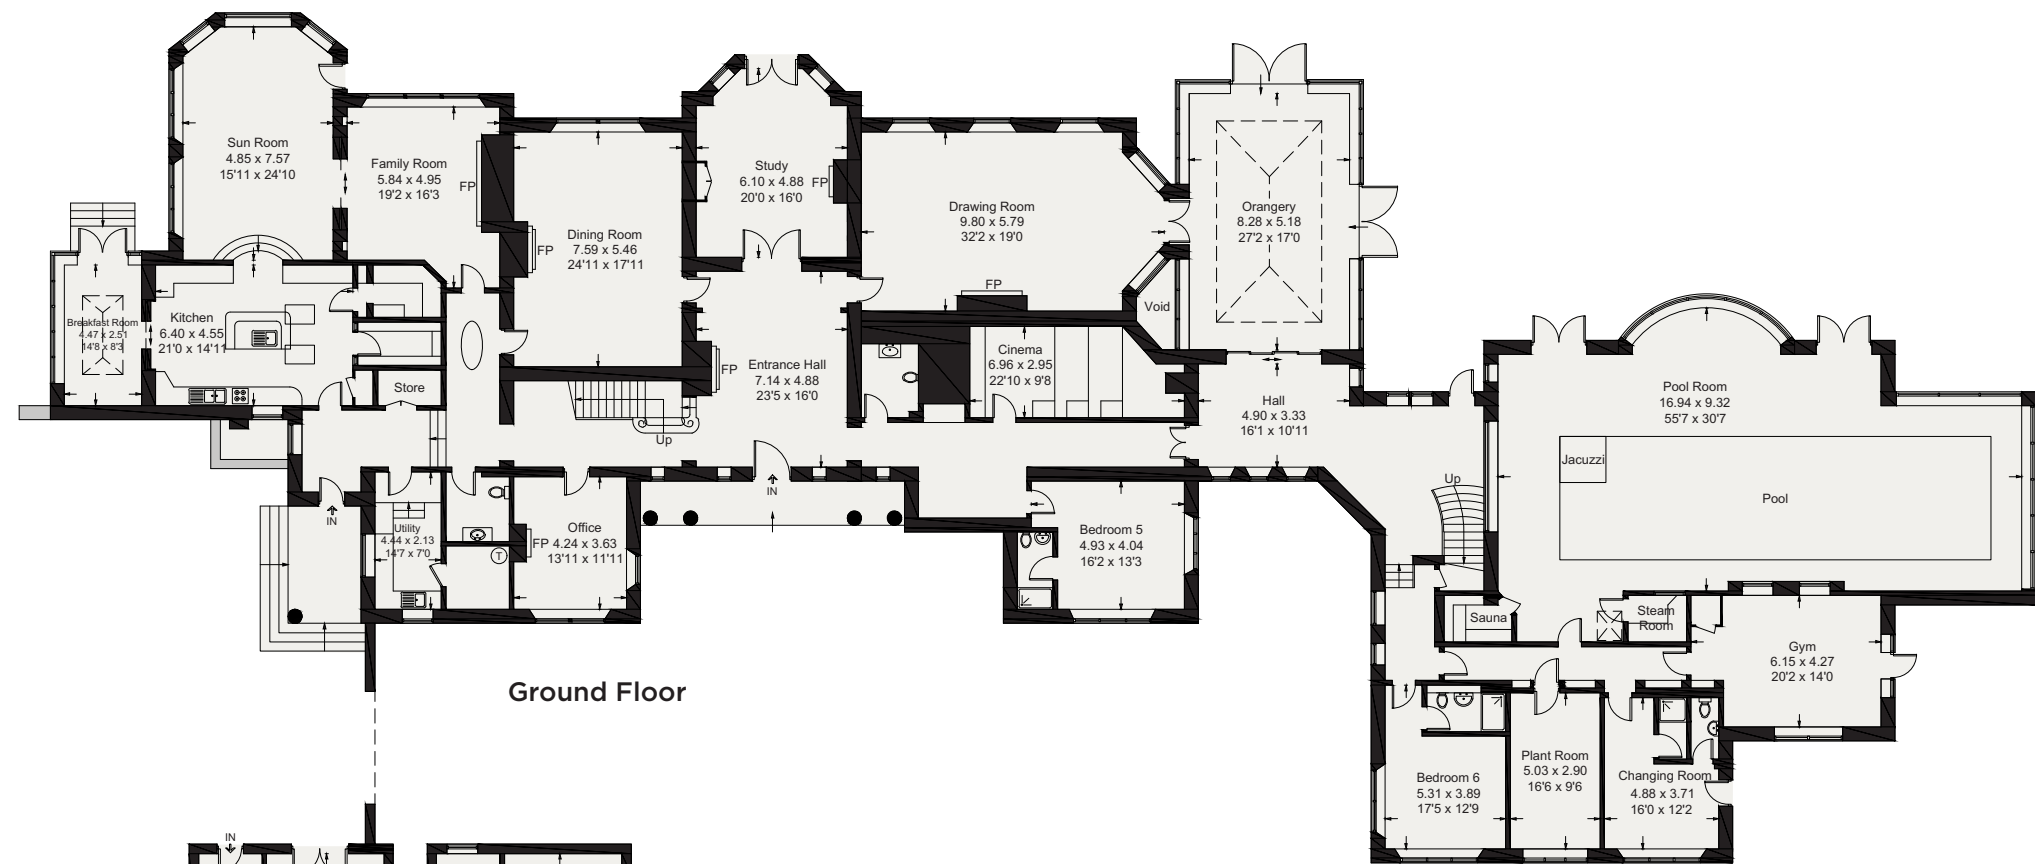 Sun Room
4.85 x 7.57
15'11 x 24'10
Family Room
5.84 x 4.95
19'2 x 16'3
FP
Dining Room
7.59 x 5.46
24'11 x 17'11
FP
Study
6.10 x 4.88
20'0 x 16'0
FP
Drawing Room
9.80 x 5.79
32'2 x 19'0
FP
Void
Orangery
8.28 x 5.18
27'2 x 17'0
Breakfast Room
4.47 x 2.51
14'8 x 8'3
Kitchen
6.40 x 4.55
21'0 x 14'11
Store
Entrance Hall
7.14 x 4.88
23'5 x 16'0
FP
Up
Cinema
6.96 x 2.95
22'10 x 9'8
Hall
4.90 x 3.33
16'1 x 10'11
Pool Room
16.94 x 9.32
55'7 x 30'7
Jacuzzi
Pool
Up
IN
IN
Utility
4.44 x 2.13
14'7 x 7'0
T
Office
FP 4.24 x 3.63
13'11 x 11'11
Bedroom 5
4.93 x 4.04
16'2 x 13'3
Sauna
Steam
Room
Gym
6.15 x 4.27
20'2 x 14'0
Ground Floor
Bedroom 6
5.31 x 3.89
17'5 x 12'9
Plant Room
5.03 x 2.90
16'6 x 9'6
Changing Room
4.88 x 3.71
16'0 x 12'2
IN